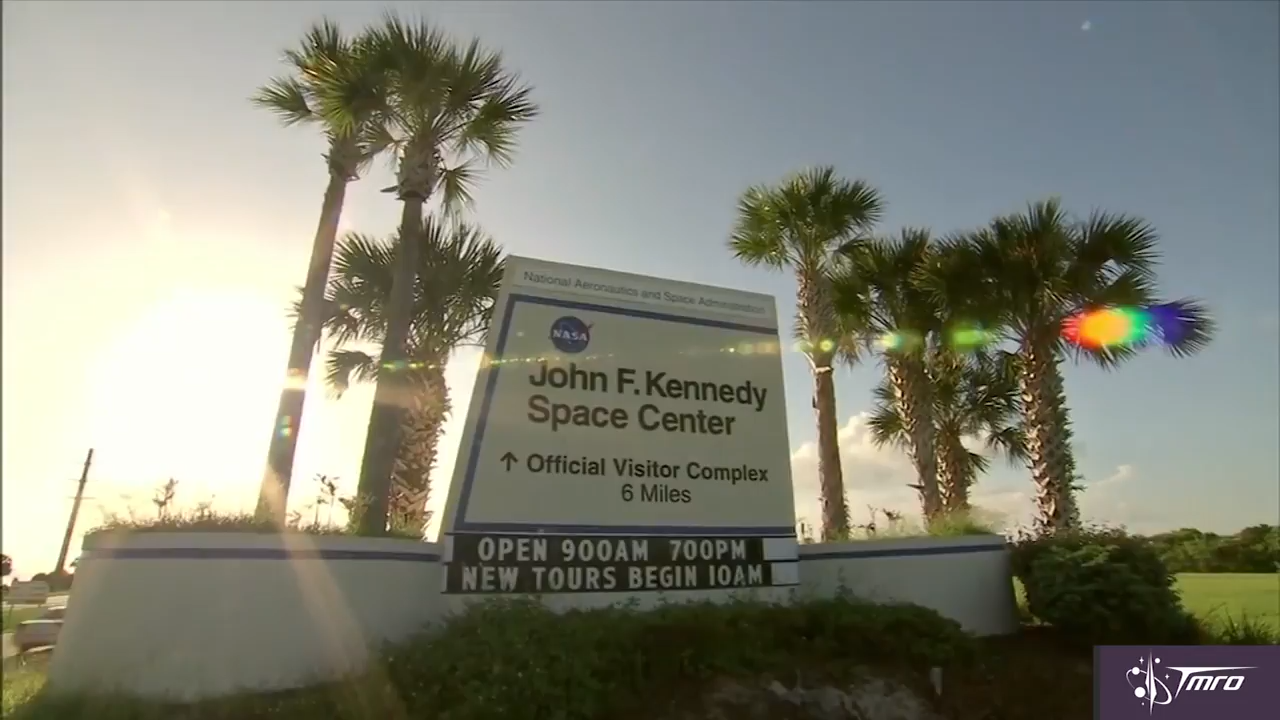 National Aeronautics and Space Administration
NASA
John F. Kennedy
Space Center
↑ Official Visitor Complex
6 Miles
OPEN 900AM 700PM
NEW TOURS BEGIN 10AM
Tmro